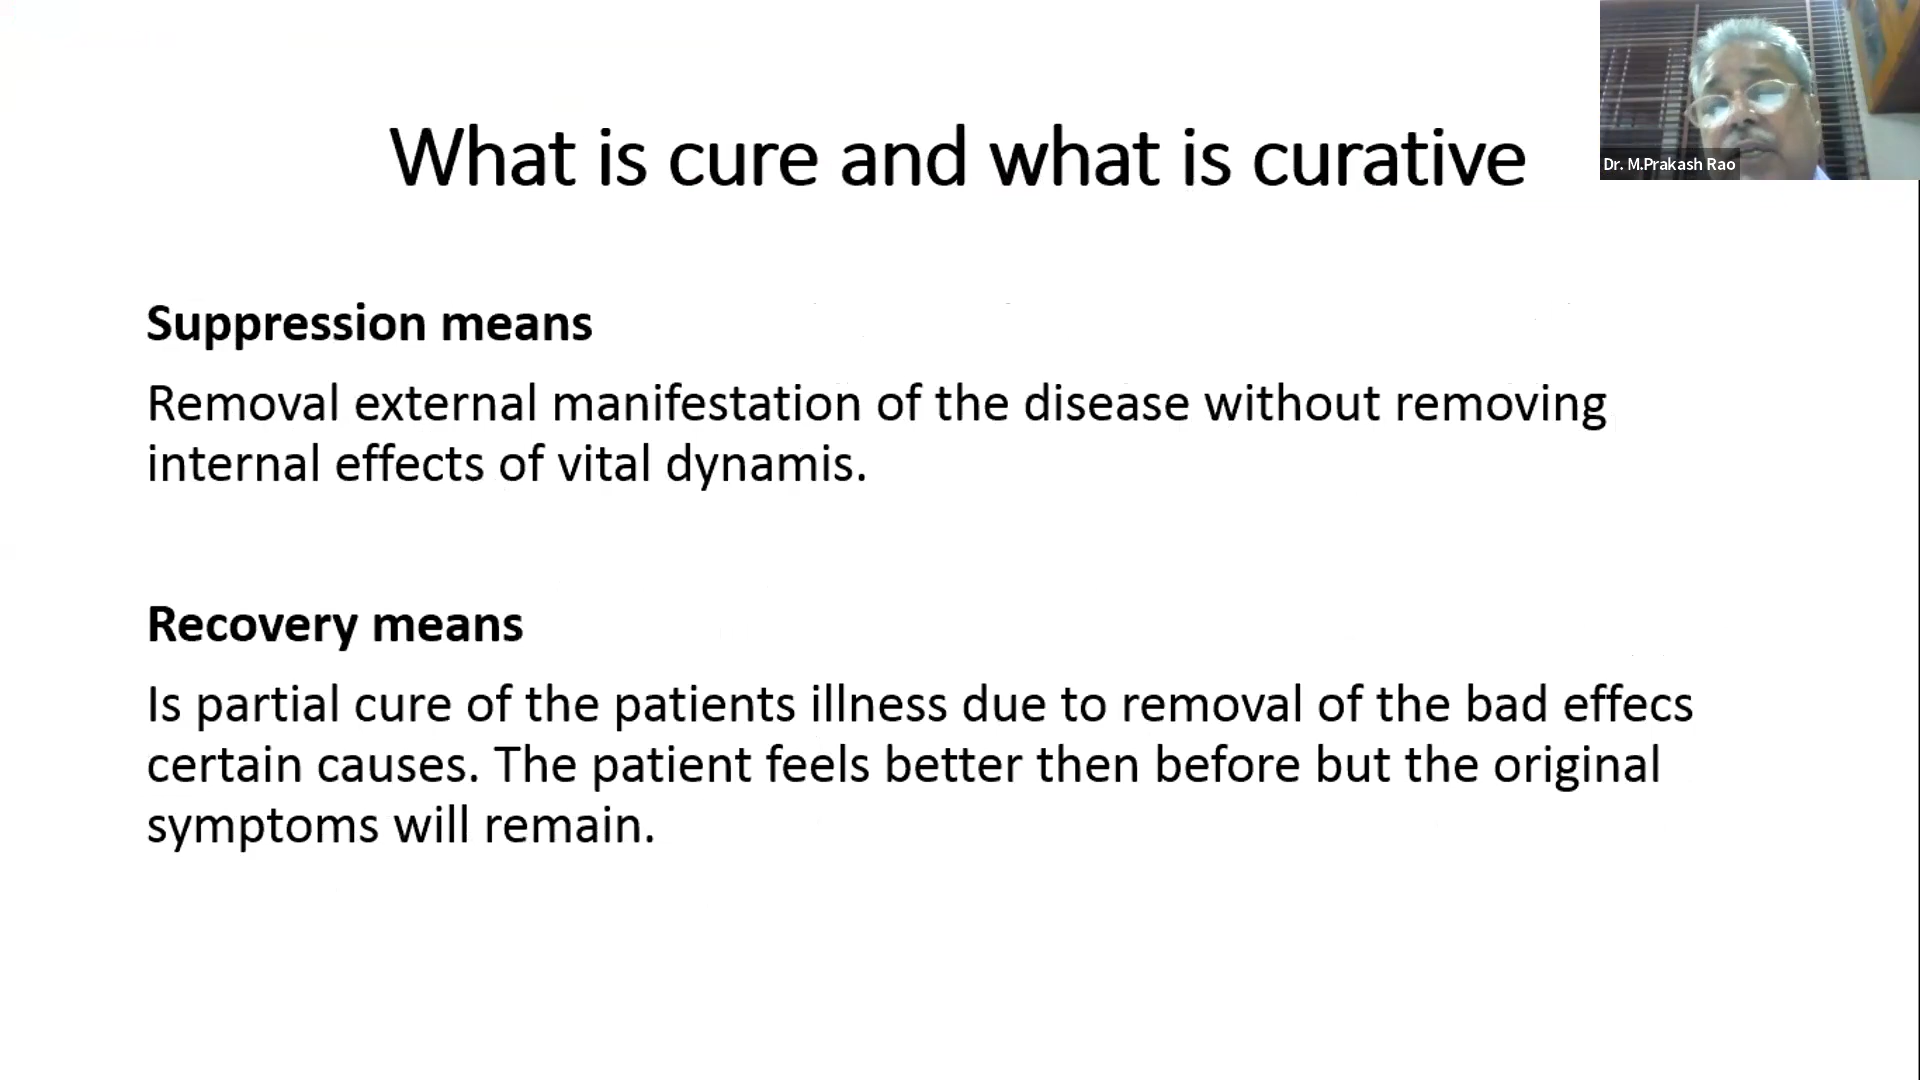 What is cure and what is curative
Dr. M.Prakash Rao
Suppression means
Removal external manifestation of the disease without removing
internal effects of vital dynamis.
Recovery means
Is partial cure of the patients illness due to removal of the bad effecs
certain causes. The patient feels better then before but the original
symptoms will remain.